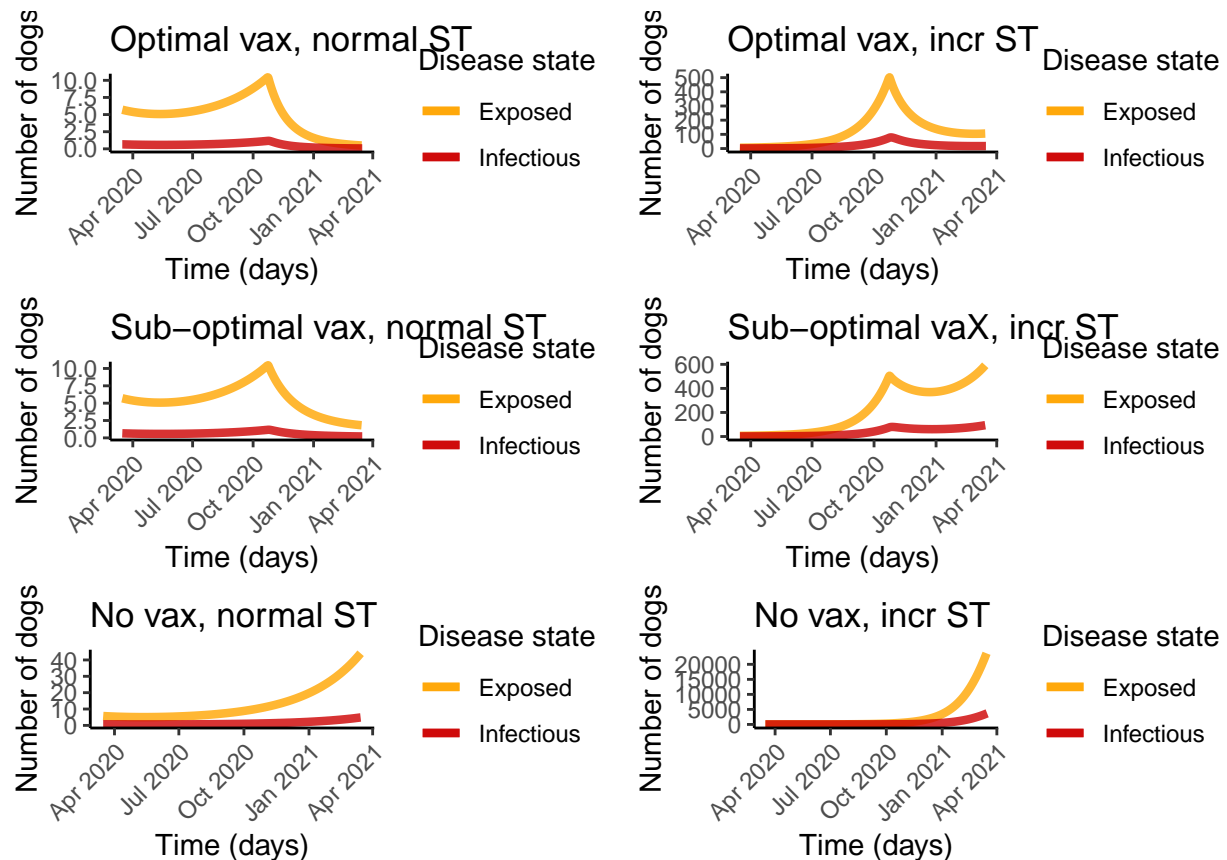 Optimal vax, normal ST
Number of dogs
10.0
7.5
5.0
2.5
0.0
Apr 2020
Jul 2020
Oct 2020
Jan 2021
Apr 2021
Time (days)
Disease state
Exposed
Infectious
Optimal vax, incr ST
Number of dogs
500
400
300
200
100
0
Apr 2020
Jul 2020
Oct 2020
Jan 2021
Apr 2021
Time (days)
Disease state
Exposed
Infectious
Sub−optimal vax, normal ST
Number of dogs
10.0
7.5
5.0
2.5
0.0
Apr 2020
Jul 2020
Oct 2020
Jan 2021
Apr 2021
Time (days)
Disease state
Exposed
Infectious
Sub−optimal vaX, incr ST
Number of dogs
600
400
200
0
Apr 2020
Jul 2020
Oct 2020
Jan 2021
Apr 2021
Time (days)
Disease state
Exposed
Infectious
No vax, normal ST
Number of dogs
40
30
20
10
0
Apr 2020
Jul 2020
Oct 2020
Jan 2021
Apr 2021
Time (days)
Disease state
Exposed
Infectious
No vax, incr ST
Number of dogs
20000
15000
10000
5000
0
Apr 2020
Jul 2020
Oct 2020
Jan 2021
Apr 2021
Time (days)
Disease state
Exposed
Infectious